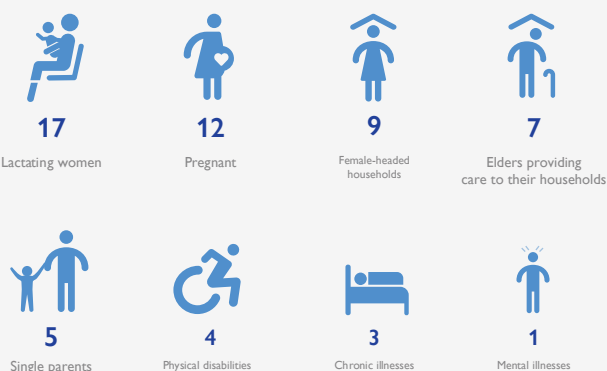 17
Lactating women
12
Pregnant
9
Female-headed
households
7
Elders providing
care to their households
5
Single parents
4
Physical disabilities
3
Chronic illnesses
1
Mental illnesses